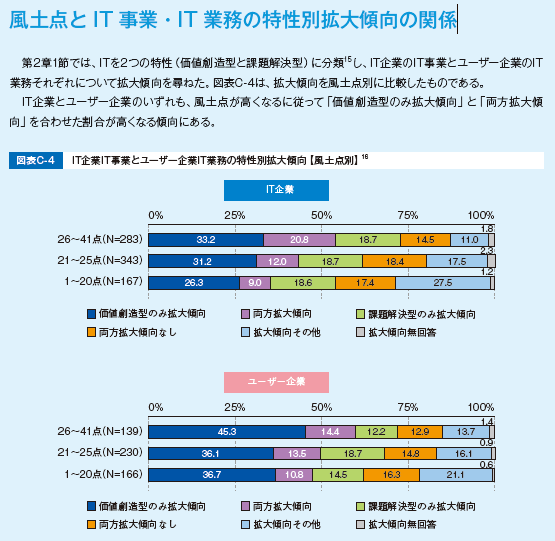 風土点とIT事業・IT業務の特性別拡大傾向の関係
第2章1節では、ITを2つの特性(価値創造型と課題解決型)に分類15し、IT企業のIT事業とユーザー企業のIT
業務それぞれについて拡大傾向を尋ねた。図表C-4は、拡大傾向を風土点別に比較したものである。
IT企業とユーザー企業のいずれも、風土点が高くなるに従って「価値創造型のみ拡大傾向」と「両方拡大傾
向」を合わせた割合が高くなる傾向にある。
図表C-4 IT企業IT事業とユーザー企業IT業務の特性別拡大傾向【風土点別】16
IT企業
0% 25% 50% 75% 100%
1.8
26～41点(N=283) 33.2 20.8 18.7 14.5 11.0
2.3
21～25点(N=343) 31.2 12.0 18.7 18.4 17.5
1.2
1～20点(N=167) 26.3 9.0 18.6 17.4 27.5
価値創造型のみ拡大傾向 両方拡大傾向 課題解決型のみ拡大傾向
両方拡大傾向なし 拡大傾向その他 拡大傾向無回答
ユーザー企業
0% 25% 50% 75% 100%
1.4
26～41点(N=139) 45.3 14.4 12.2 12.9 13.7
0.9
21～25点(N=230) 36.1 13.5 18.7 14.8 16.1
0.6
1～20点(N=166) 36.7 10.8 14.5 16.3 21.1
価値創造型のみ拡大傾向 両方拡大傾向 課題解決型のみ拡大傾向
両方拡大傾向なし 拡大傾向その他 拡大傾向無回答